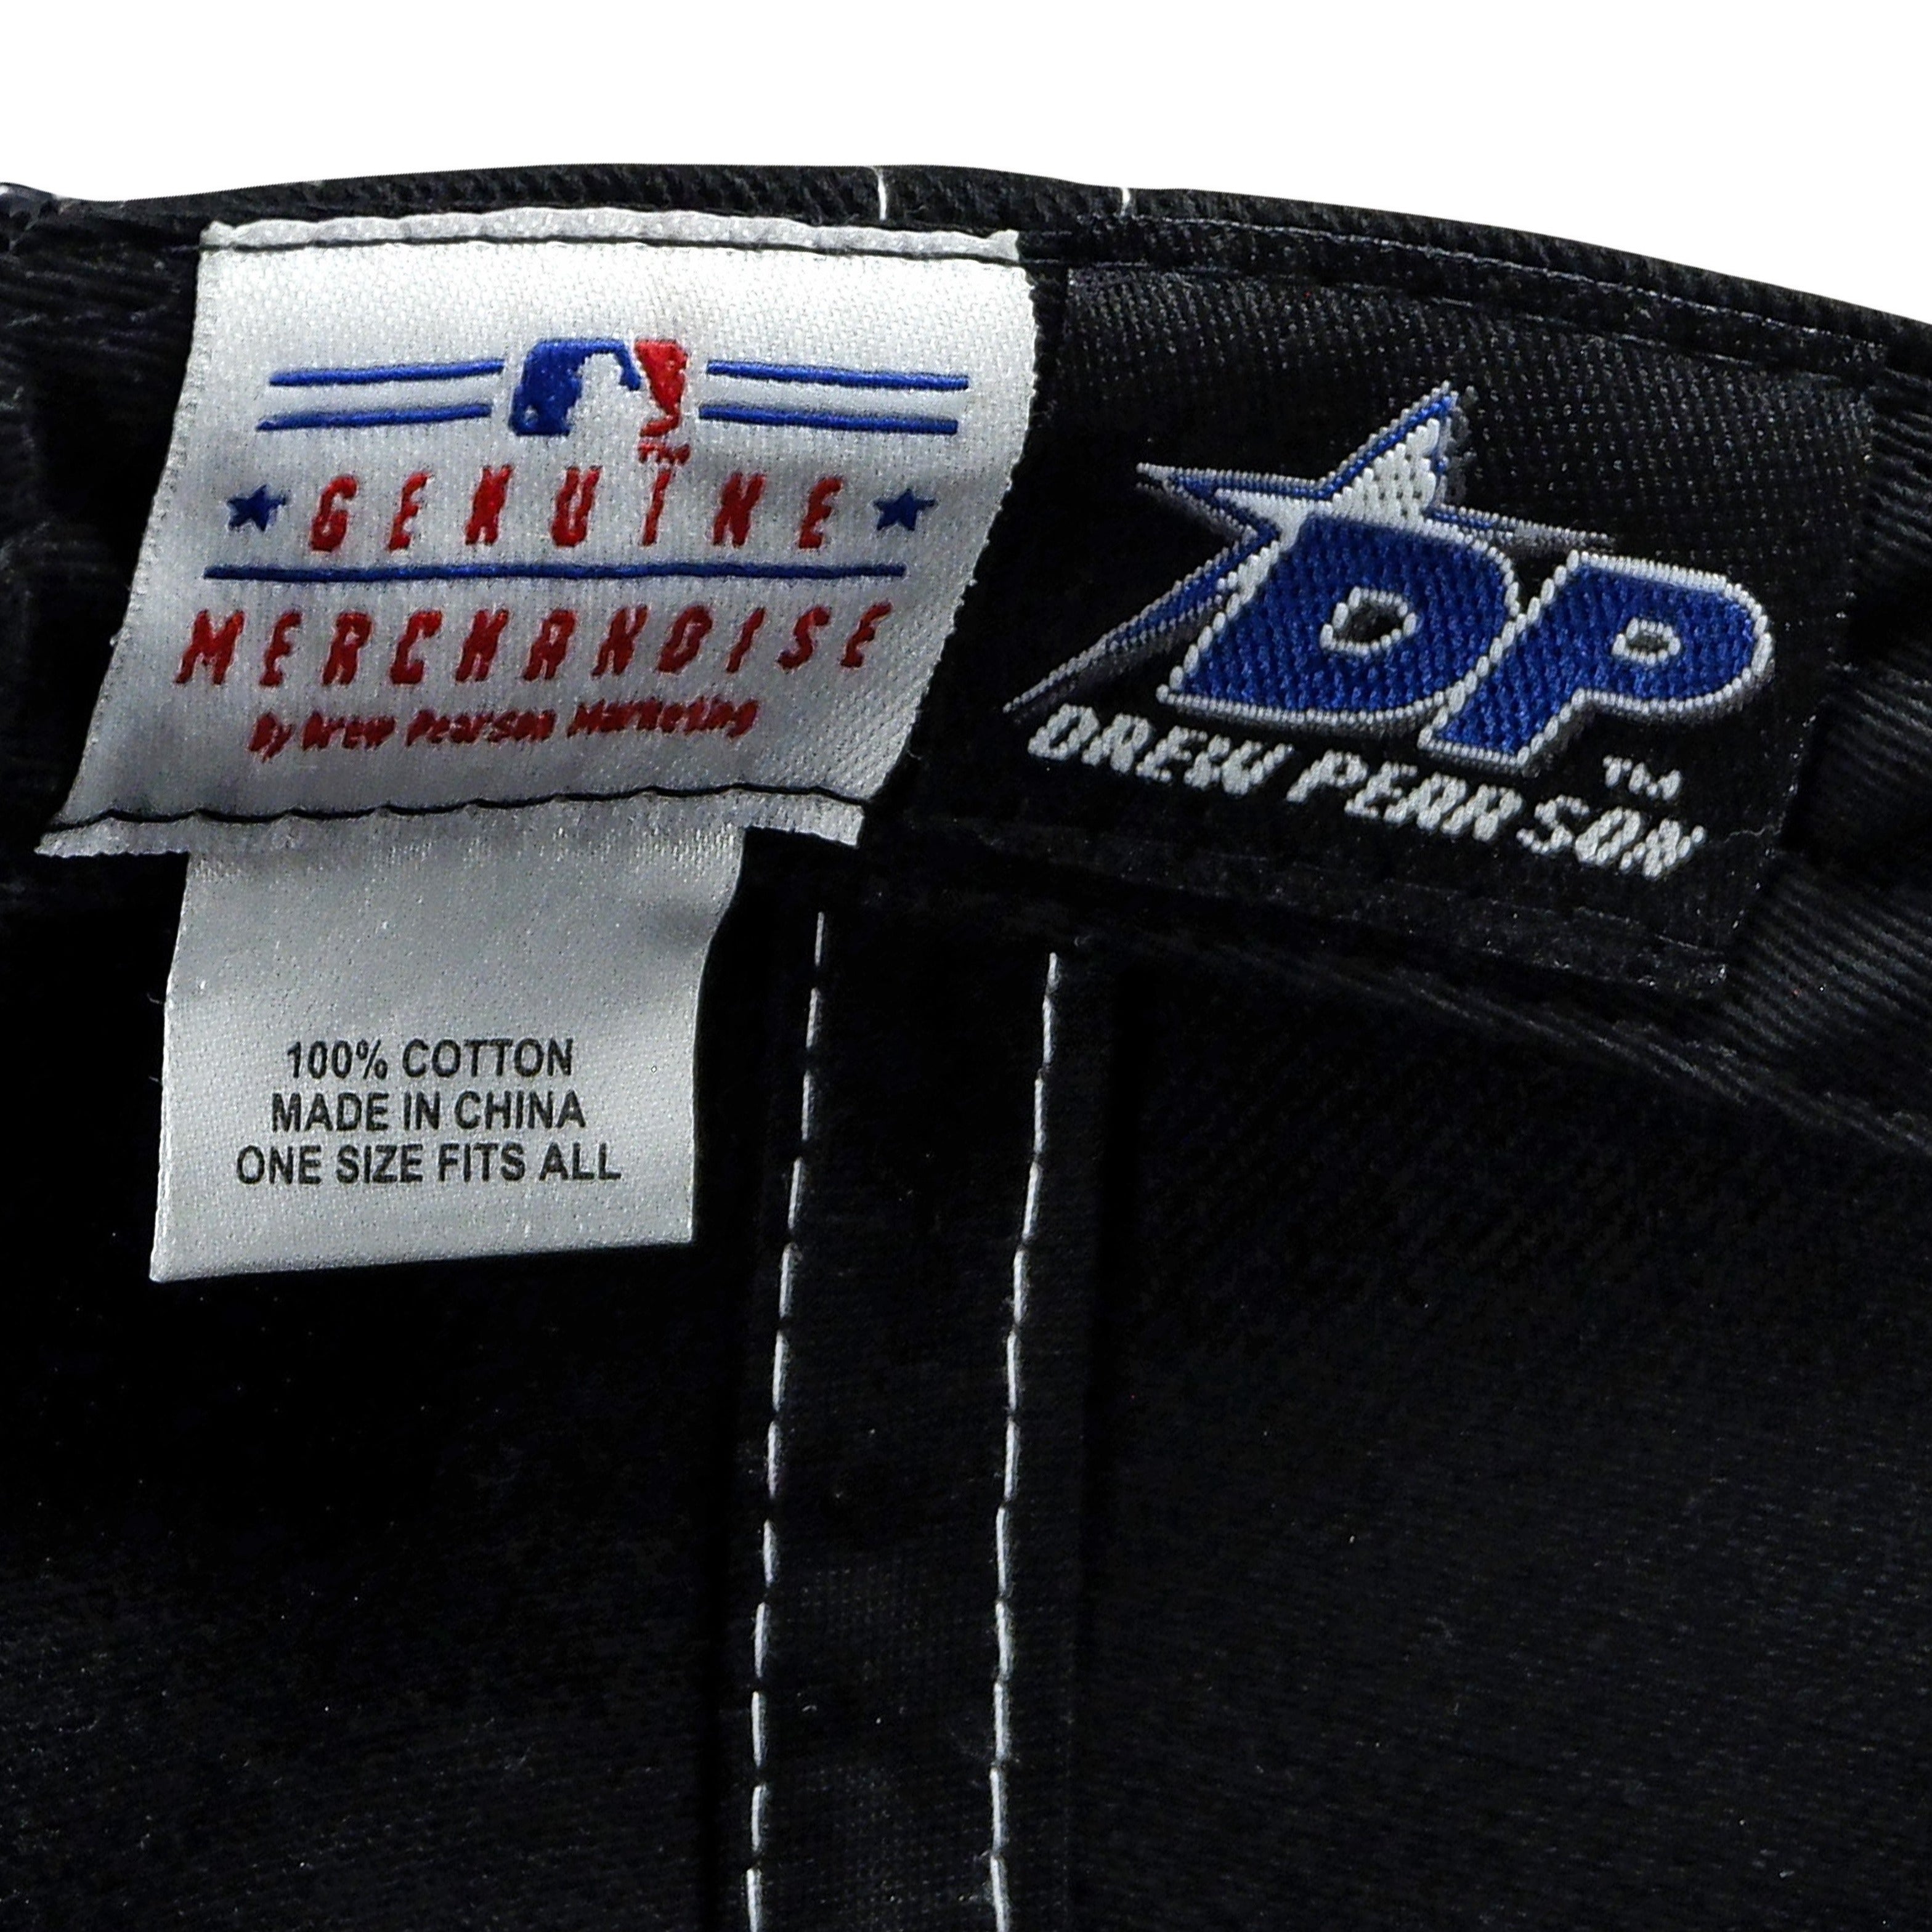 TM
GENUINE
MERCHANDISE
By Drew Pearson Marketing
100% COTTON
MADE IN CHINA
ONE SIZE FITS ALL
DP
TM
DREW PEARSON